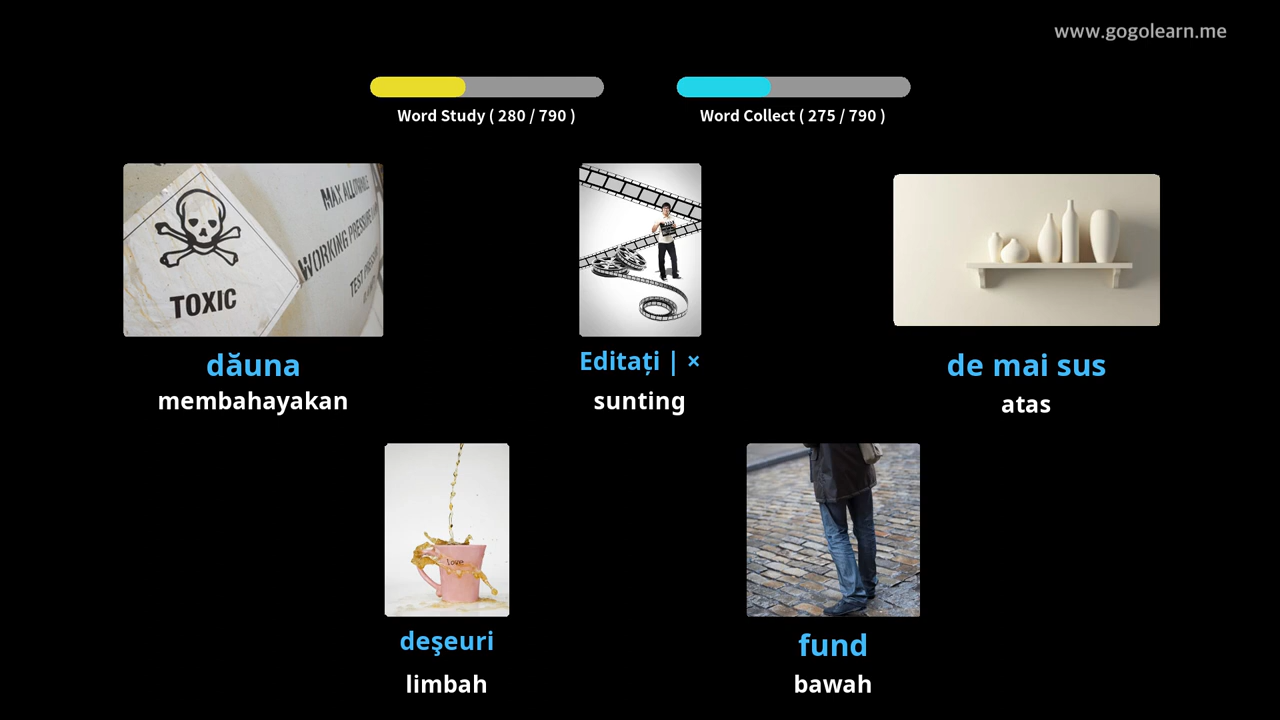 www.gogolearn.me
Word Study ( 280 / 790 )
Word Collect ( 275 / 790 )
TOXIC
MAX ALLOWABLE
WORKING PRESSURE
TEST PRESS
dăuna
membahayakan
Editați | ×
sunting
de mai sus
atas
love
deşeuri
limbah
fund
bawah